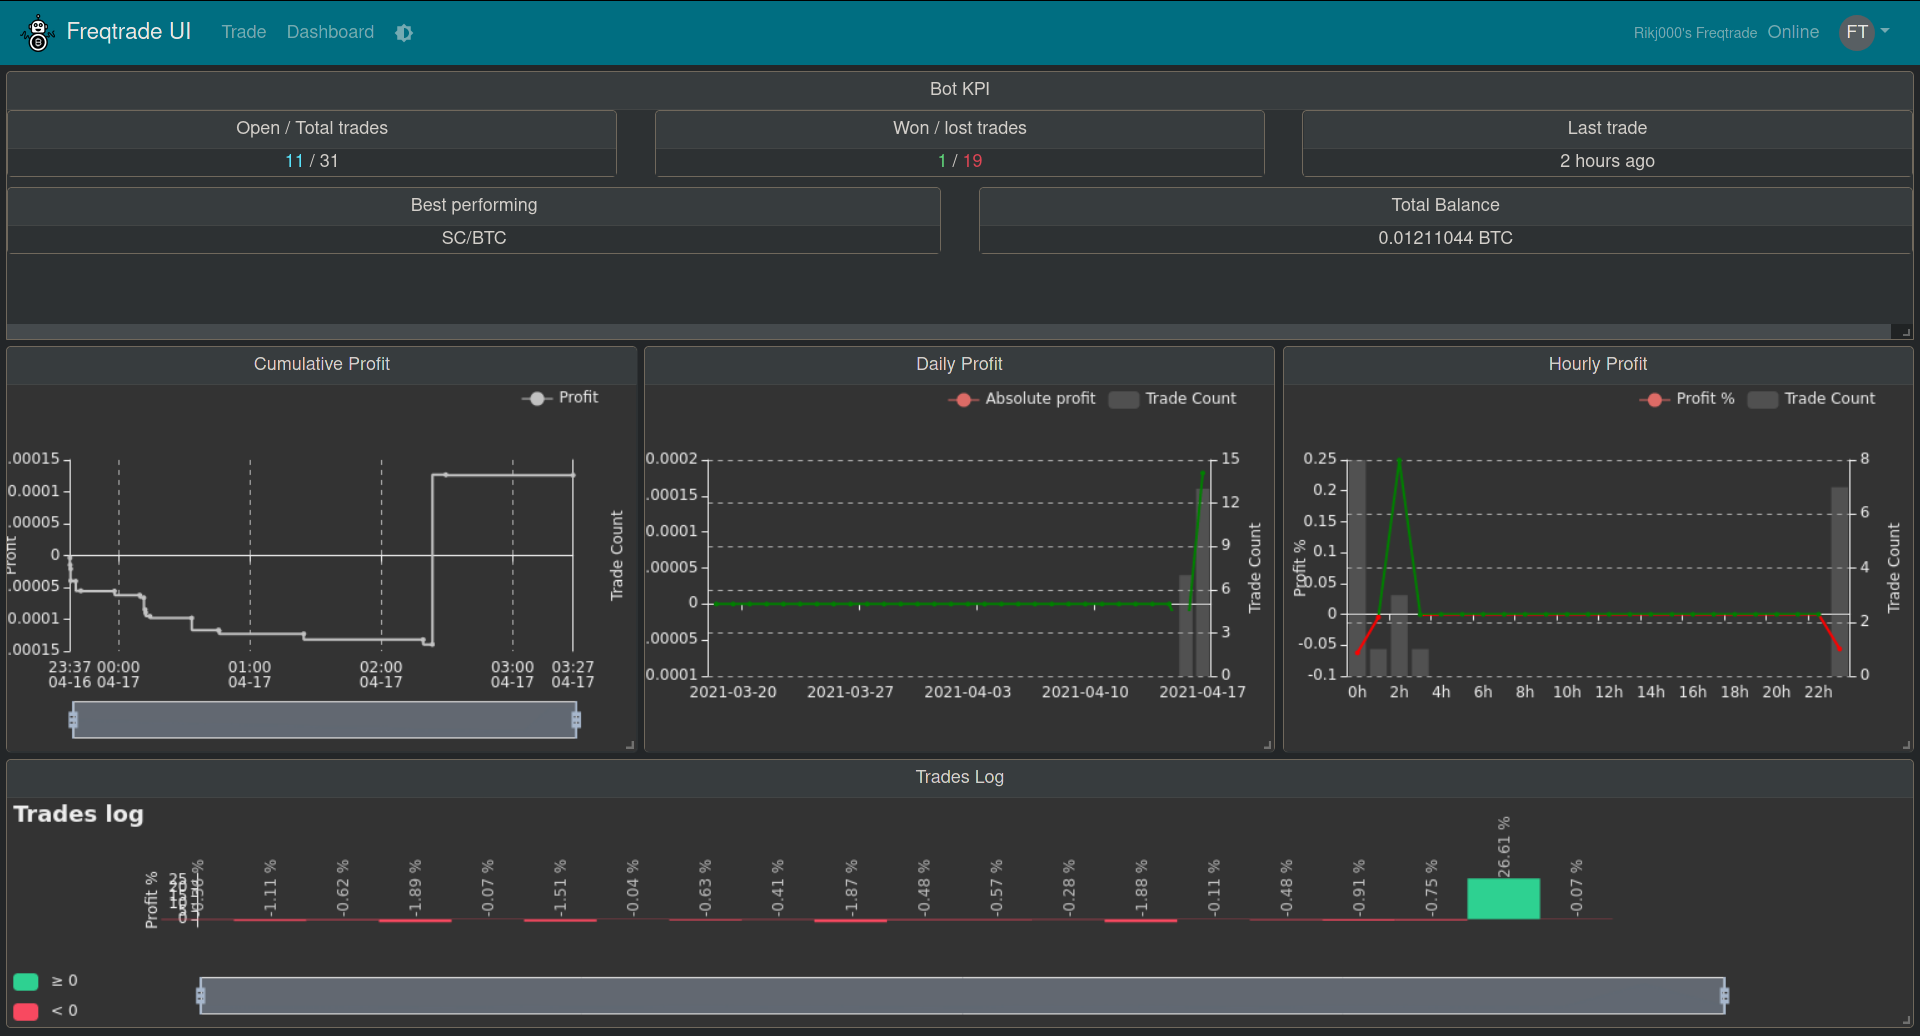 Freqtrade UI Trade Dashboard Rikj000's Freqtrade Online FT
Bot KPI
Open / Total trades Won / lost trades Last trade
11 / 31 1 / 19 2 hours ago
Best performing Total Balance
SC/BTC 0.01211044 BTC
Cumulative Profit
Profit
.00015
0.0001
.00005
0
.00005
0.0001
.00015
Profit
Trade Count
23:37 00:00 01:00 02:00 03:00 03:27
04-16 04-17 04-17 04-17 04-17 04-17
Daily Profit
Absolute profit Trade Count
0.0002
.00015
0.0001
.00005
0
.00005
0.0001
15
12
9
6
3
0
Trade Count
2021-03-20 2021-03-27 2021-04-03 2021-04-10 2021-04-17
Hourly Profit
Profit % Trade Count
0.25
0.2
0.15
0.1
0.05
0
-0.05
-0.1
Profit %
8
6
4
2
0
Trade Count
0h 2h 4h 6h 8h 10h 12h 14h 16h 18h 20h 22h
Trades Log
Trades log
Profit %
25
0
-1.11 %
-0.62 %
-1.89 %
-0.07 %
-1.51 %
-0.04 %
-0.63 %
-0.41 %
-1.87 %
-0.48 %
-0.57 %
-0.28 %
-1.88 %
-0.11 %
-0.48 %
-0.91 %
-0.75 %
26.61 %
-0.07 %
≥ 0
< 0